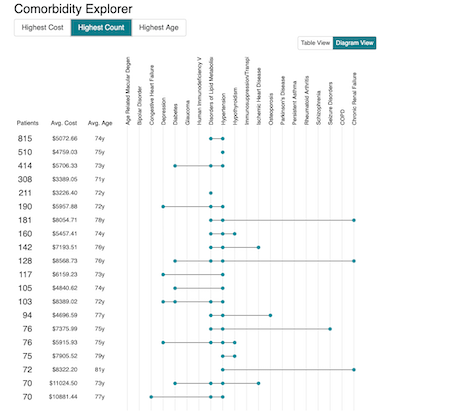 Comorbidity Explorer
Highest Cost Highest Count Highest Age
Table View Diagram View
Age Related Macular Degen
Bipolar Disorder
Congestive Heart Failure
Depression
Diabetes
Glaucoma
Human Immunodeficiency V
Disorders of Lipid Metabolis
Hypertension
Hypothyroidism
Immunosuppression/Transpl
Ischemic Heart Disease
Osteoporosis
Parkinson's Disease
Persistent Asthma
Rheumatoid Arthritis
Schizophrenia
Seizure Disorders
COPD
Chronic Renal Failure
Patients Avg. Cost Avg. Age
815 $5072.66 74y
510 $4759.03 75y
414 $5706.33 73y
308 $3389.05 71y
211 $3226.40 72y
190 $5957.88 72y
181 $8054.71 78y
160 $5457.41 74y
142 $7193.51 76y
128 $8568.73 76y
117 $6159.23 73y
105 $4840.62 74y
103 $8389.02 72y
94 $4696.59 77y
76 $7375.99 75y
76 $5915.93 75y
75 $7905.52 79y
72 $8322.20 81y
70 $11024.50 73y
70 $10881.44 77y